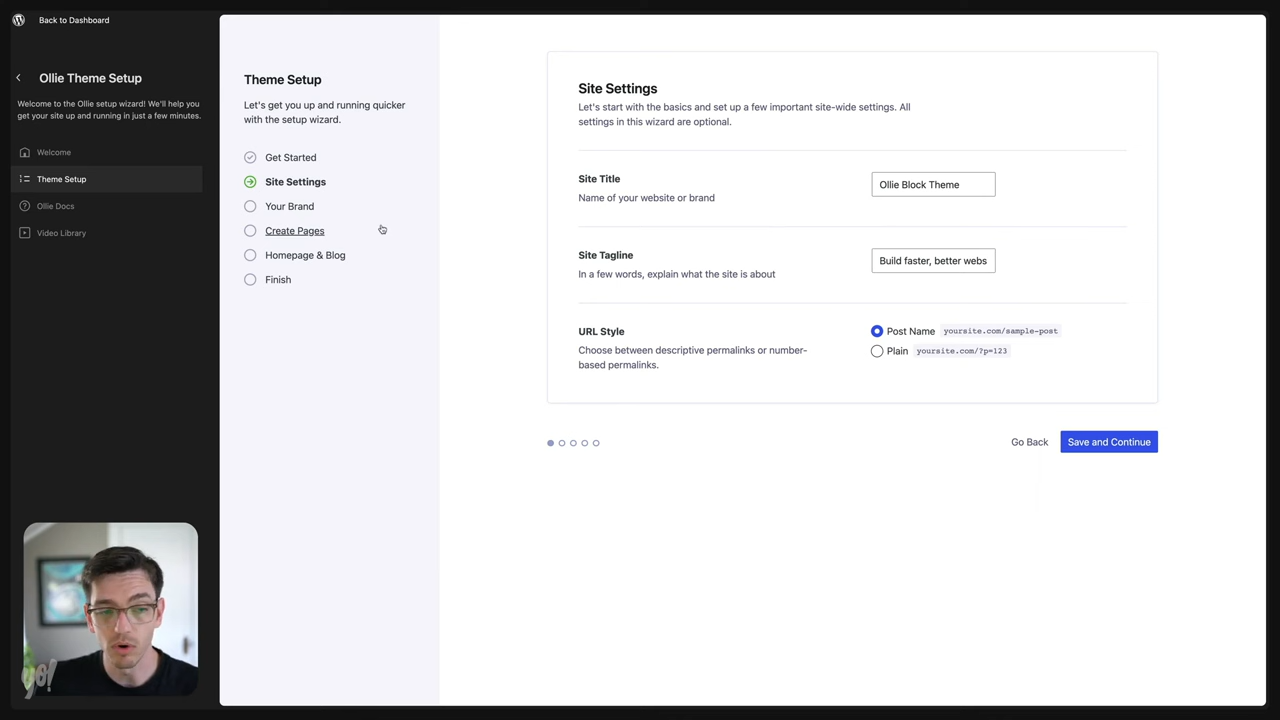 Back to Dashboard
Ollie Theme Setup
Welcome to the Ollie setup wizard! We'll help you
get your site up and running in just a few minutes.
Welcome
Theme Setup
Ollie Docs
Video Library
Theme Setup
Let's get you up and running quicker
with the setup wizard.
Get Started
Site Settings
Your Brand
Create Pages
Homepage & Blog
Finish
Site Settings
Let's start with the basics and set up a few important site-wide settings. All
settings in this wizard are optional.
Site Title
Name of your website or brand
Ollie Block Theme
Site Tagline
In a few words, explain what the site is about
Build faster, better webs
URL Style
Choose between descriptive permalinks or number-
based permalinks.
Post Name yoursite.com/sample-post
Plain yoursite.com/?p=123
Go Back
Save and Continue
yo!